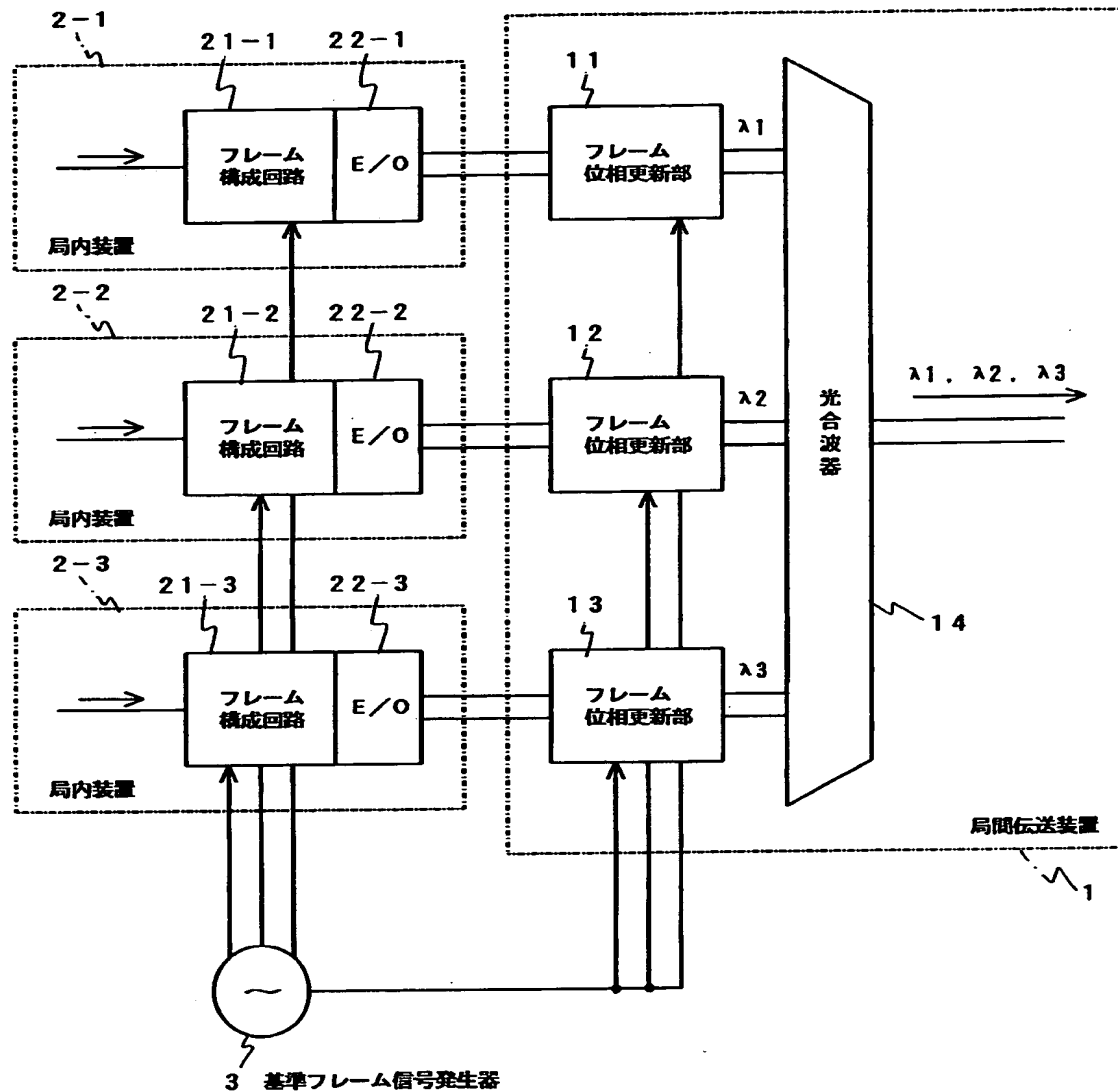 2-1
21-1
22-1
11
λ1
フレーム
構成回路
E/O
フレーム
位相更新部
局内装置
2-2
21-2
22-2
12
λ2
λ1, λ2, λ3
フレーム
構成回路
E/O
フレーム
位相更新部
光合波器
局内装置
2-3
21-3
22-3
13
λ3
14
フレーム
構成回路
E/O
フレーム
位相更新部
局内装置
局間伝送装置
1
~
3 基準フレーム信号発生器